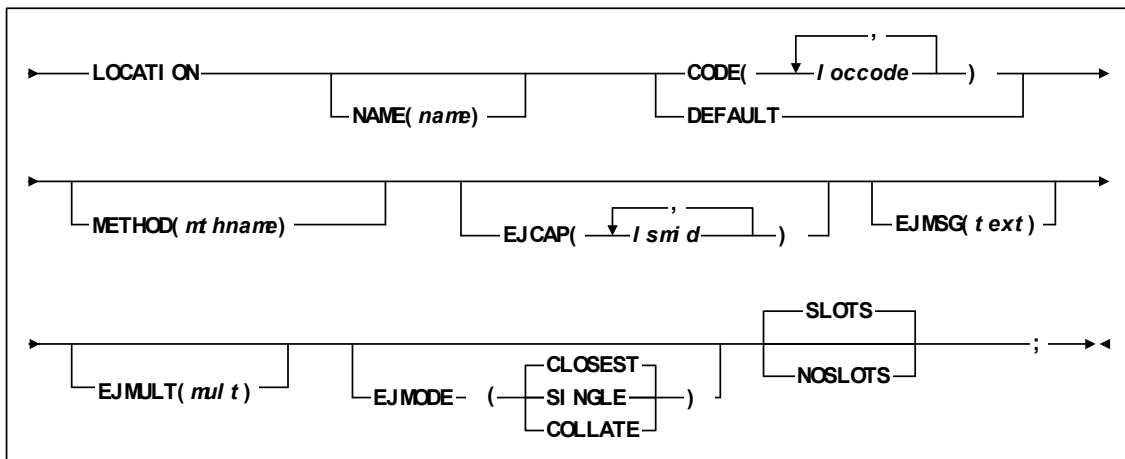 ,
LOCATION CODE( loccode )
NAME( name) DEFAULT
,
METHOD( mthname) EJCAP( lsmid ) EJMSG( text )
SLOTS
;
CLOSEST
EJMULT( mult ) EJMODE ( SINGLE ) NOSLOTS
COLLATE